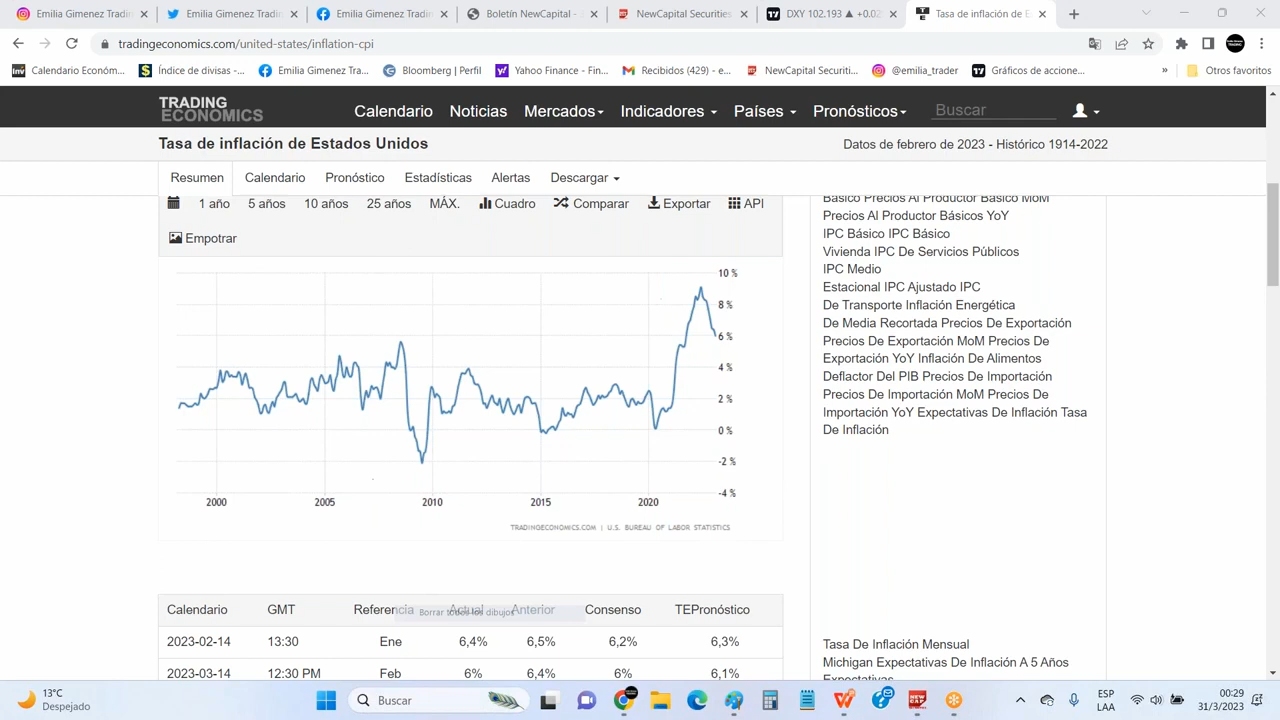 Emilia Gimenez Tradin
Emilia Gimenez Tradin
Emilia Gimenez Tradin
Boletín NewCapital -
NewCapital Securities
DXY 102.193 ▲ +0.0
Tasa de inflación de E
tradingeconomics.com/united-states/inflation-cpi
Calendario Económ...
Índice de divisas -...
Emilia Gimenez Tra...
Bloomberg | Perfil
Yahoo Finance - Fin...
Recibidos (429) - e...
NewCapital Securiti...
@emilia_trader
Gráficos de accione...
»
Otros favoritos
TRADING
ECONOMICS
Calendario
Noticias
Mercados
Indicadores
Países
Pronósticos
Buscar
Tasa de inflación de Estados Unidos
Datos de febrero de 2023 - Histórico 1914-2022
Resumen
Calendario
Pronóstico
Estadísticas
Alertas
Descargar
1 año
5 años
10 años
25 años
MÁX.
Cuadro
Comparar
Exportar
API
Empotrar
Básico Precios Al Productor Básico MoM
Precios Al Productor Básicos YoY
IPC Básico IPC Básico
Vivienda IPC De Servicios Públicos
IPC Medio
Estacional IPC Ajustado IPC
De Transporte Inflación Energética
De Media Recortada Precios De Exportación
Precios De Exportación MoM Precios De
Exportación YoY Inflación De Alimentos
Deflactor Del PIB Precios De Importación
Precios De Importación MoM Precios De
Importación YoY Expectativas De Inflación Tasa
De Inflación
10 %
8 %
6 %
4 %
2 %
0 %
-2 %
-4 %
2000
2005
2010
2015
2020
TRADINGECONOMICS.COM | U.S. BUREAU OF LABOR STATISTICS
Calendario GMT Referencia Actual Anterior Consenso TEPronóstico
Borrar todos los dibujos
2023-02-14 13:30 Ene 6,4% 6,5% 6,2% 6,3%
2023-03-14 12:30 PM Feb 6% 6,4% 6% 6,1%
Tasa De Inflación Mensual
Michigan Expectativas De Inflación A 5 Años
Expectativas
13°C
Despejado
Buscar
ESP
LAA
00:29
31/3/2023